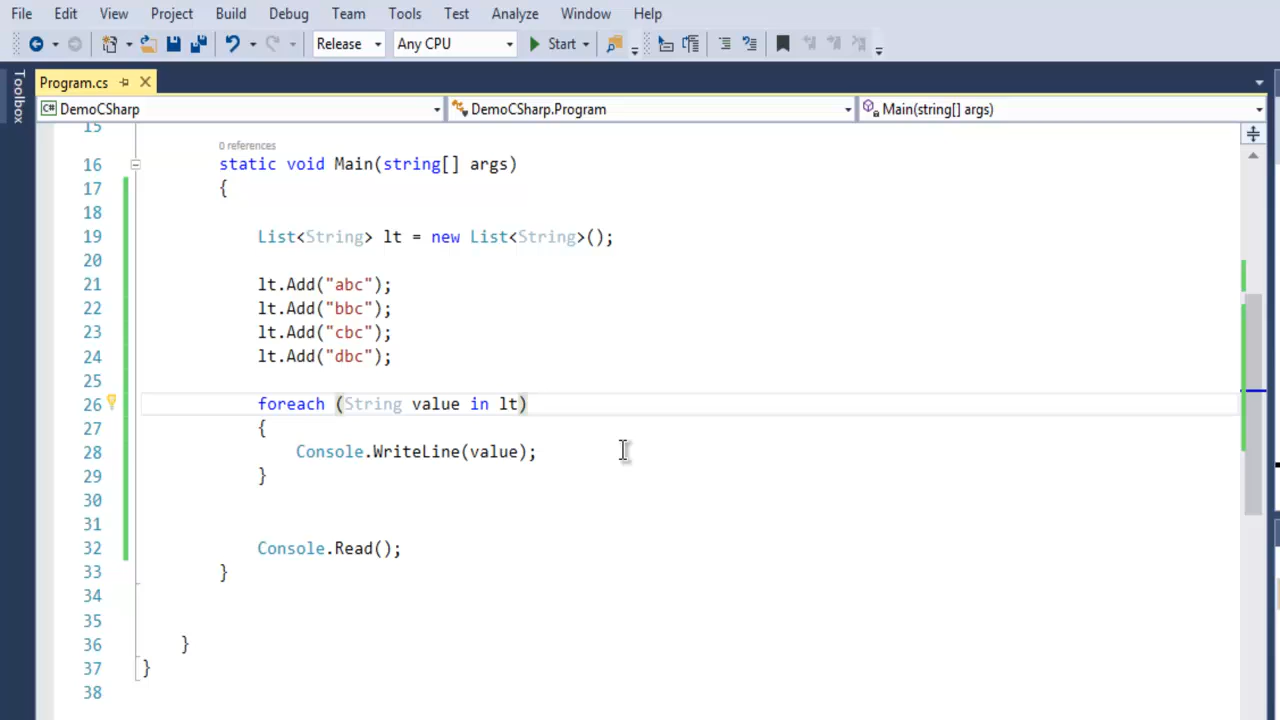 File Edit View Project Build Debug Team Tools Test Analyze Window Help
Release Any CPU Start
Toolbox
Program.cs
DemoCSharp DemoCSharp.Program Main(string[] args)
15
0 references
16 static void Main(string[] args)
17 {
18
19 List<String> lt = new List<String>();
20
21 lt.Add("abc");
22 lt.Add("bbc");
23 lt.Add("cbc");
24 lt.Add("dbc");
25
26 foreach (String value in lt)
27 {
28 Console.WriteLine(value);
29 }
30
31
32 Console.Read();
33 }
34
35
36 }
37 }
38